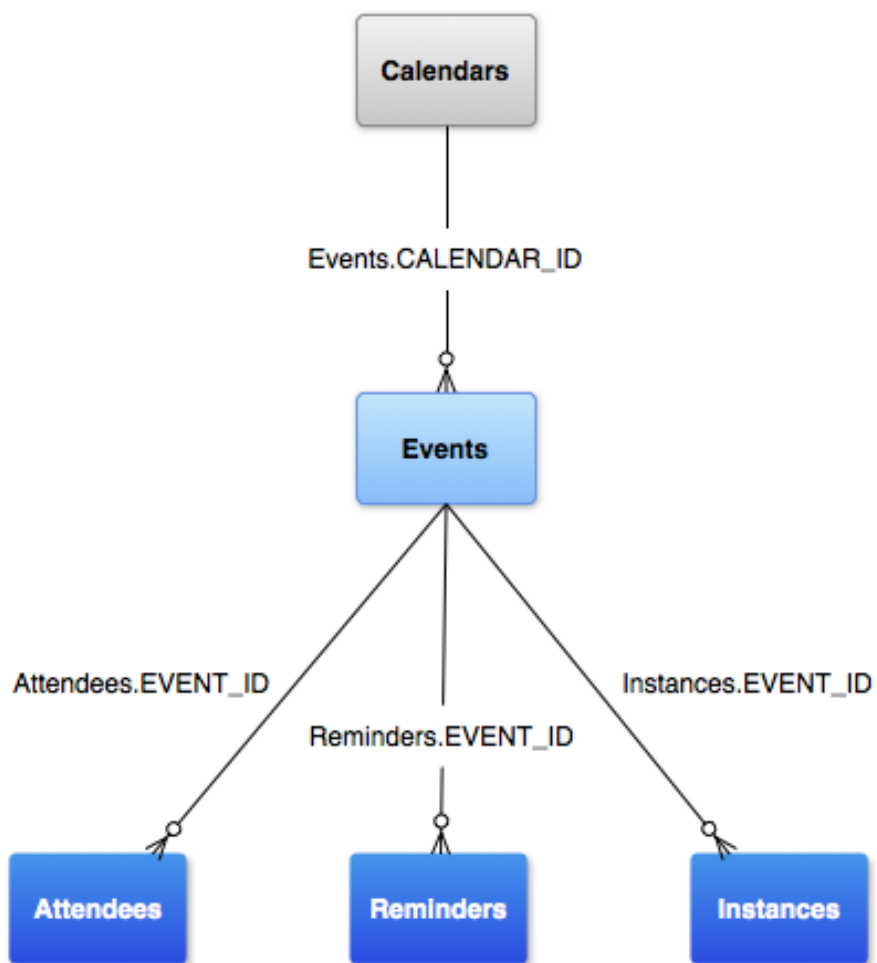 Calendars
Events.CALENDAR_ID
Events
Attendees.EVENT_ID
Instances.EVENT_ID
Reminders.EVENT_ID
Attendees
Reminders
Instances